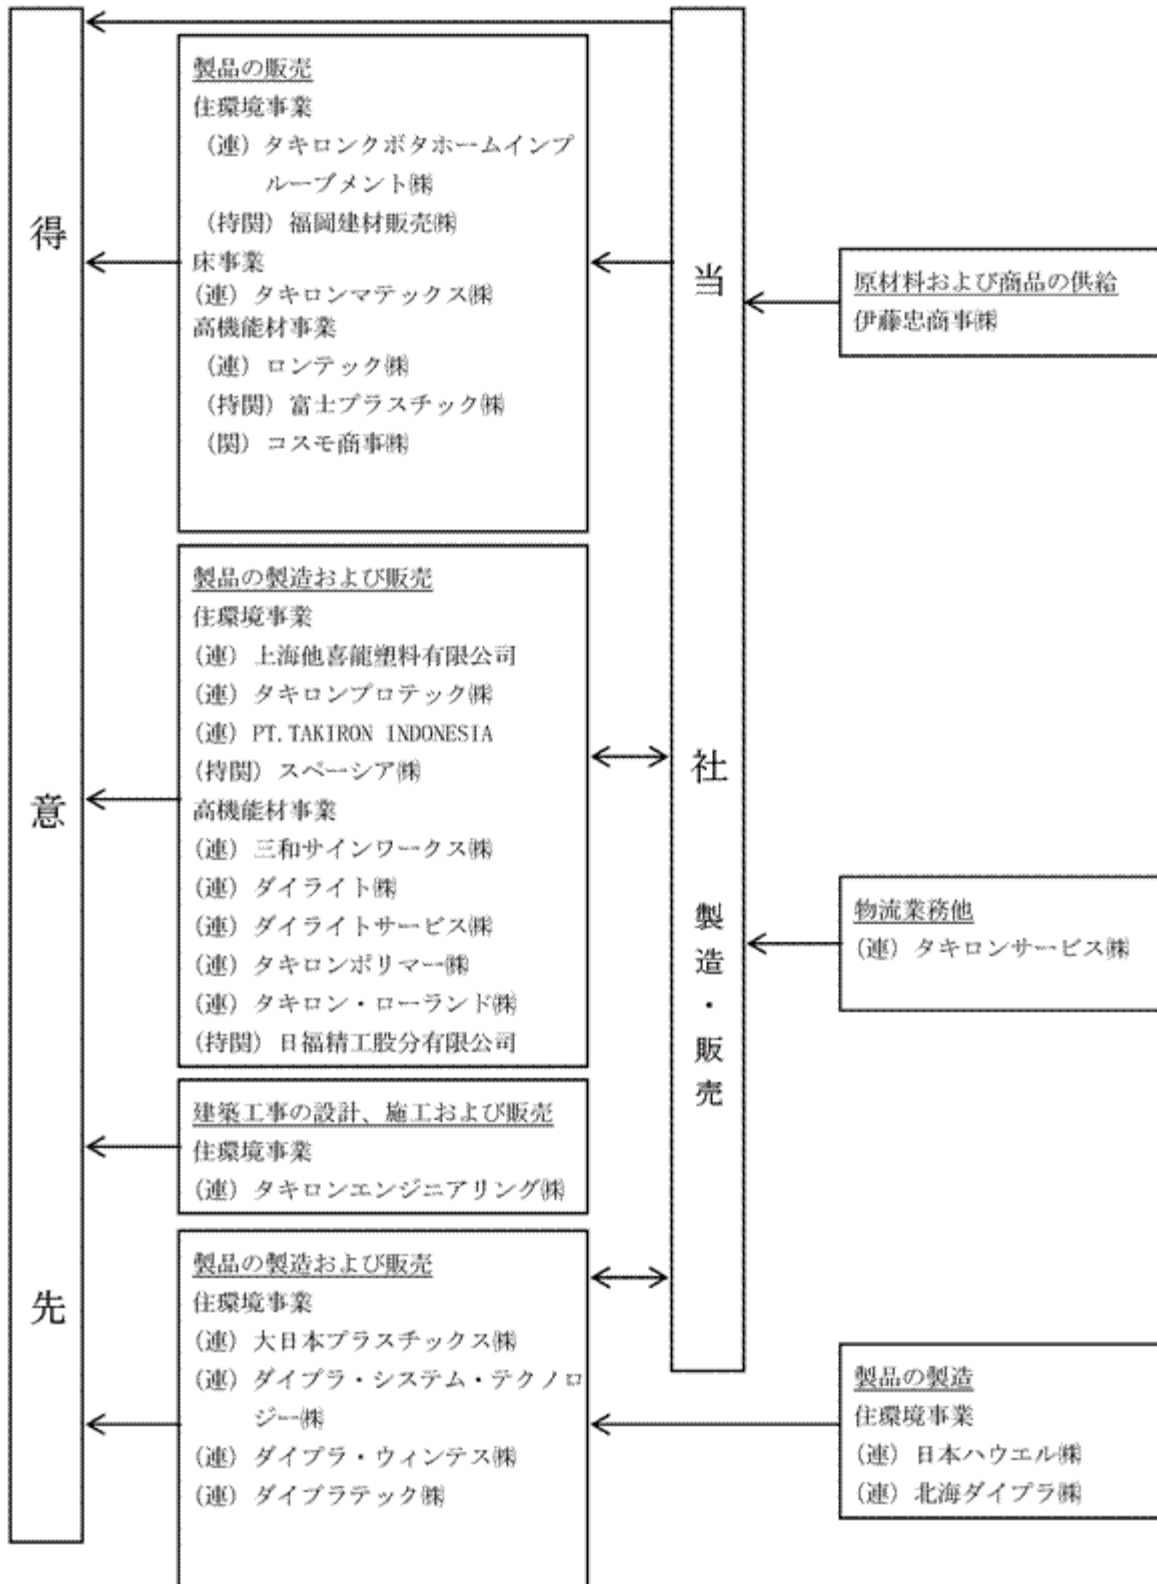 得
意
先
製品の販売
住環境事業
(連) タキロンクボタホームインプ
ルーブメント㈱
(持関) 福岡建材販売㈱
床事業
(連) タキロンマテックス㈱
高機能材事業
(連) ロンテック㈱
(持関) 富士プラスチック㈱
(関) コスモ商事㈱
製品の製造および販売
住環境事業
(連) 上海他喜龍塑料有限公司
(連) タキロンプロテック㈱
(連) PT.TAKIRON INDONESIA
(持関) スペーシア㈱
高機能材事業
(連) 三和サインワークス㈱
(連) ダイライト㈱
(連) ダイライトサービス㈱
(連) タキロンポリマー㈱
(連) タキロン・ローランド㈱
(持関) 日福精工股分有限公司
建築工事の設計、施工および販売
住環境事業
(連) タキロンエンジニアリング㈱
製品の製造および販売
住環境事業
(連) 大日本プラスチックス㈱
(連) ダイプラ・システム・テクノロ
ジー㈱
(連) ダイプラ・ウィンテス㈱
(連) ダイプラテック㈱
当
社
製
造
・
販
売
原材料および商品の供給
伊藤忠商事㈱
物流業務他
(連) タキロンサービス㈱
製品の製造
住環境事業
(連) 日本ハウエル㈱
(連) 北海ダイプラ㈱